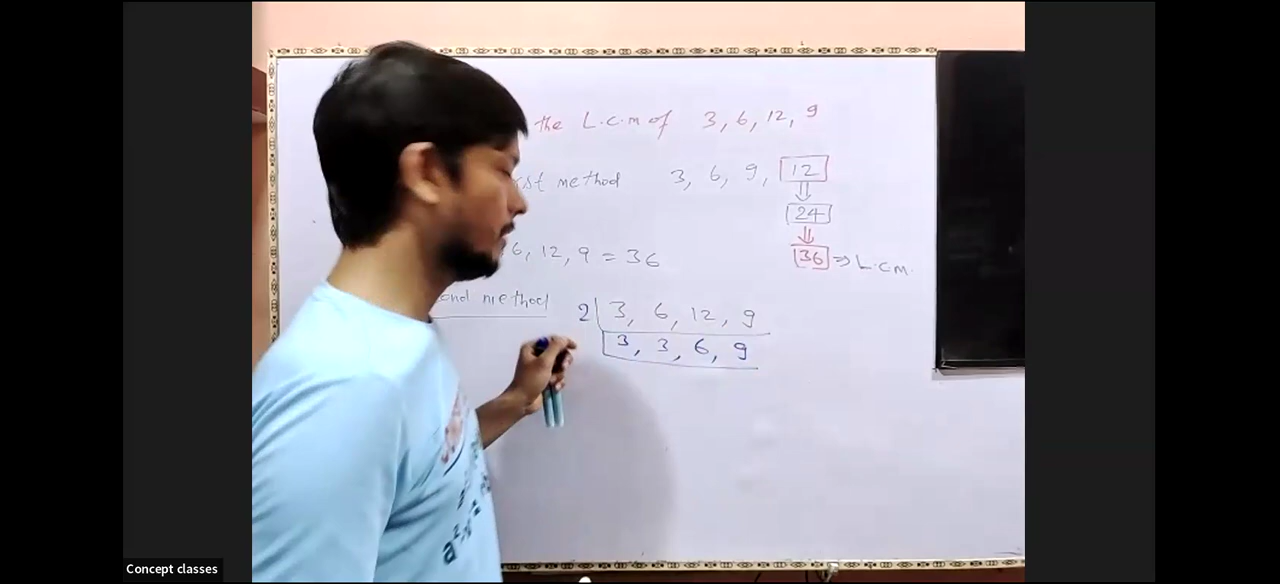 the L.C.M of 3, 6, 12, 9
method 3, 6, 9, 12
24
36 ⇒ L.C.M.
6, 12, 9 = 36
method 2 3, 6, 12, 9
3, 3, 6, 9
Concept classes